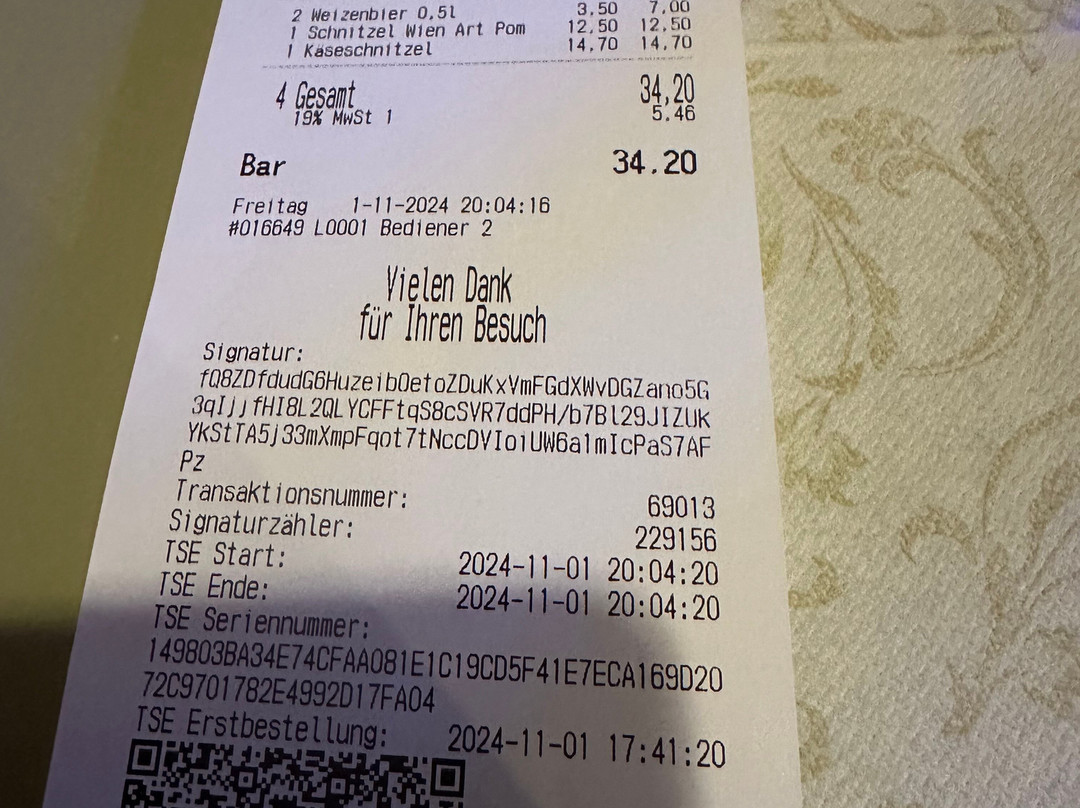 2 Weizenbier 0,5l 3,50 7,00
1 Schnitzel Wien Art Pom 12,50 12,50
1 Käseschnitzel 14,70 14,70
4 Gesamt 34,20
19% MwSt 1 5.46
Bar 34.20
Freitag 1-11-2024 20:04:16
#016649 L0001 Bediener 2
Vielen Dank
für Ihren Besuch
Signatur:
fQ8ZDfdudG6HuzeibOetoZDuKxVmFGdXWvDGZano5G
3qIjjfHI8L2QLYCFFtqS8cSVR7ddPH/b7Bl29JIZUK
YKStTA5j33mXmpFqot7tNccDVIoiUW6a1mIcPaS7AF
Pz
Transaktionsnummer: 69013
Signaturzähler: 229156
TSE Start: 2024-11-01 20:04:20
TSE Ende: 2024-11-01 20:04:20
TSE Seriennummer:
149803BA34E74CFAA081E1C19CD5F41E7ECA169D20
72C9701782E4992D17FA04
TSE Erstbestellung: 2024-11-01 17:41:20